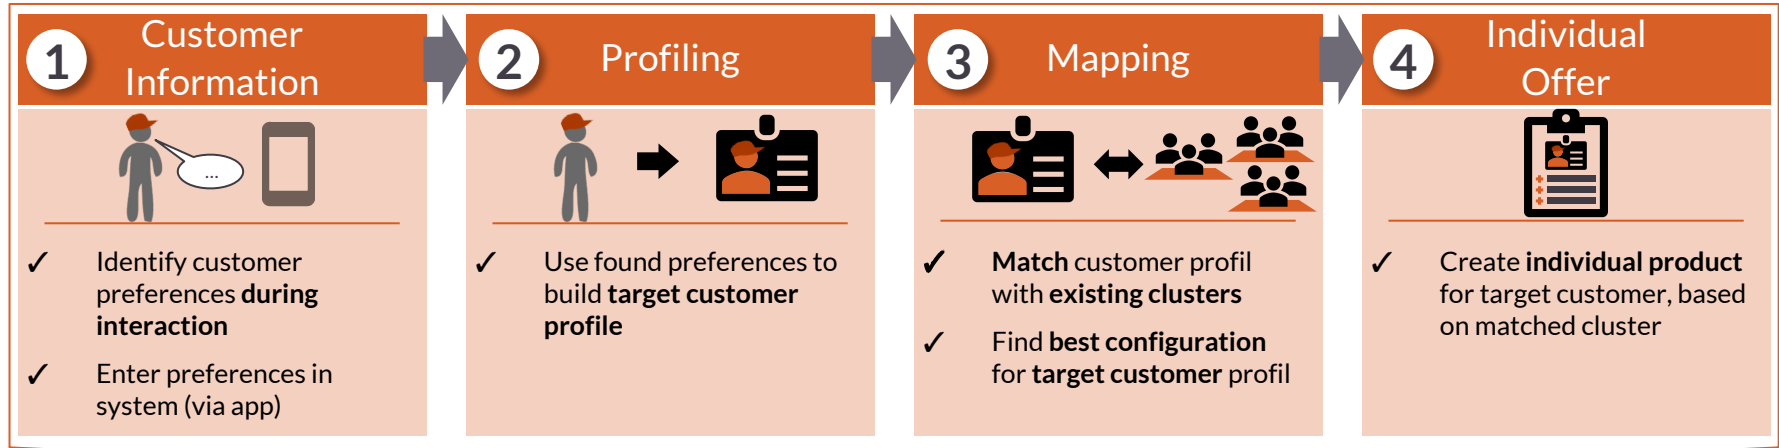 1
Customer
Information
...
✓ Identify customer
preferences during
interaction
✓ Enter preferences in
system (via app)
2
Profiling
✓ Use found preferences to
build target customer
profile
3
Mapping
✓ Match customer profil
with existing clusters
✓ Find best configuration
for target customer profil
4
Individual
Offer
✓ Create individual product
for target customer, based
on matched cluster